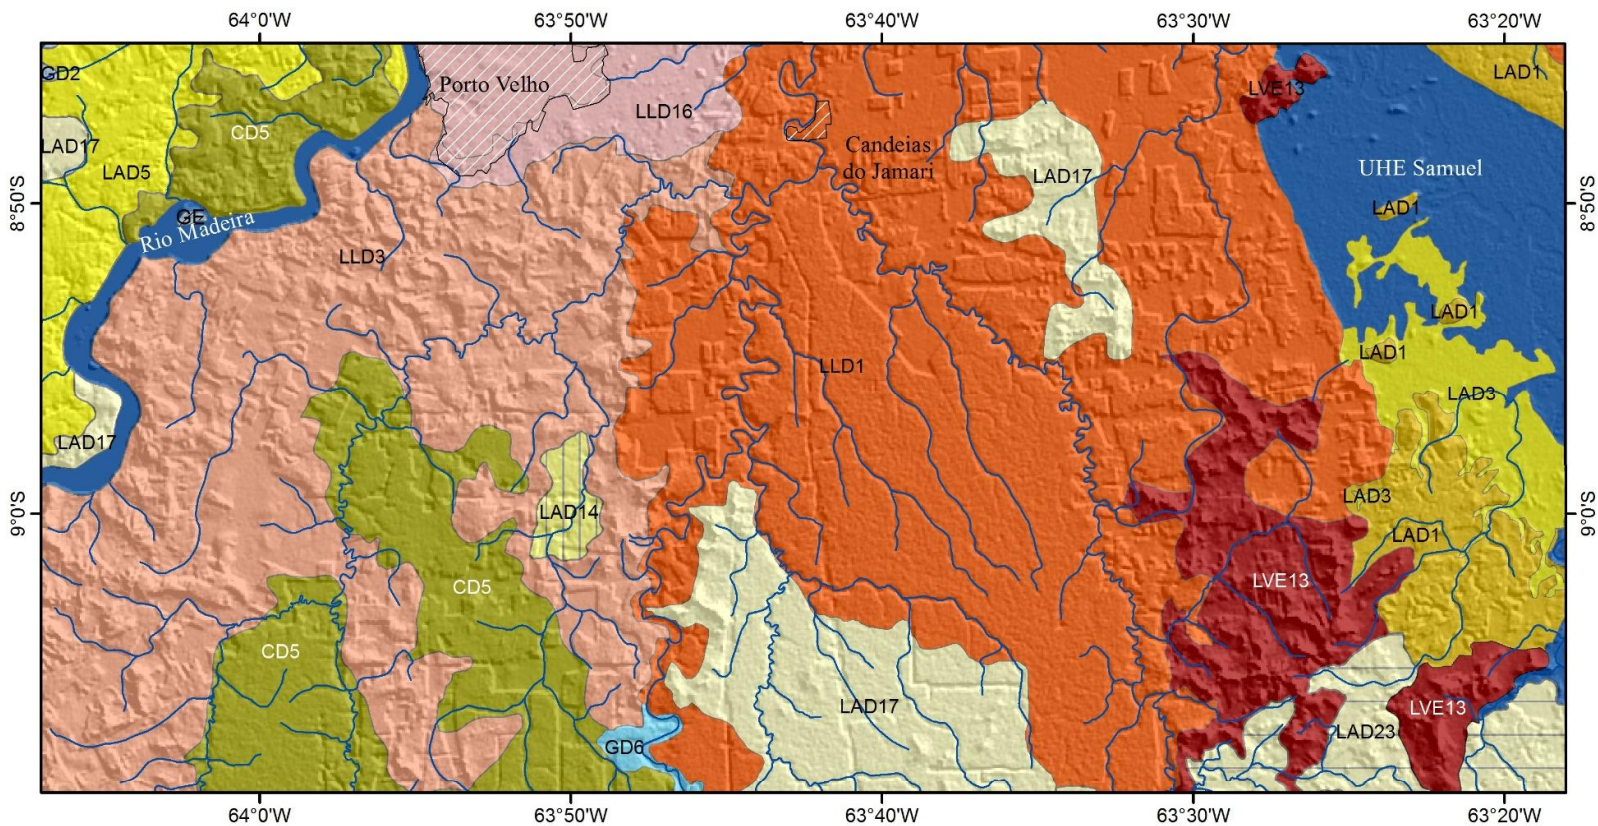 64°0'W
63°50'W
63°40'W
63°30'W
63°20'W
GD2
LAD1
Porto Velho
LVE13
LLD16
CD5
LAD17
Candeias
do Jamari
LAD5
LAD17
UHE Samuel
8°50'S
8°50'S
GE
LAD1
Rio Madeira
LLD3
LAD1
LAD1
LLD1
LAD3
LAD17
LAD3
9°0'S
LAD14
9°0'S
LAD1
CD5
LVE13
CD5
LAD17
LVE13
LAD23
GD6
64°0'W
63°50'W
63°40'W
63°30'W
63°20'W